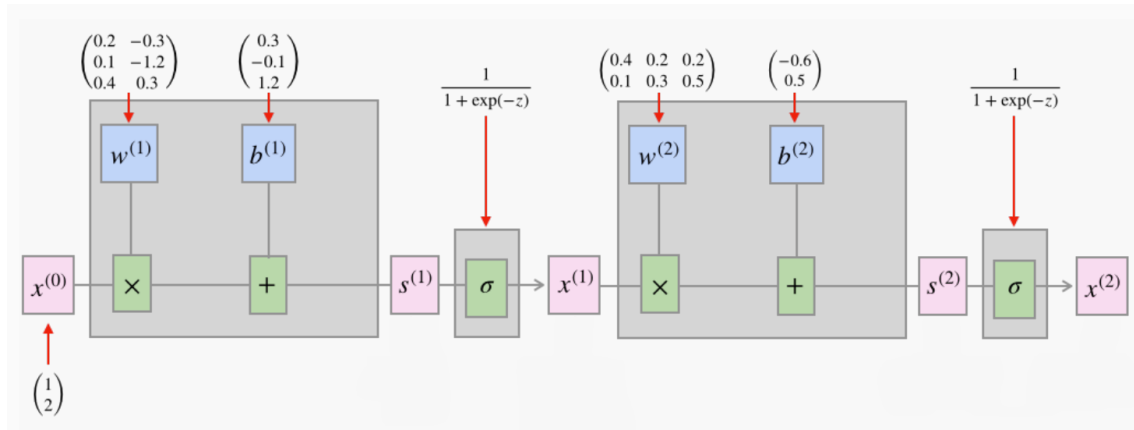 (0.2 −0.3
0.1 −1.2
0.4 0.3)
(0.3
−0.1
1.2)
1
1 + exp(−z)
(0.4 0.2 0.2
0.1 0.3 0.5)
(−0.6
0.5)
1
1 + exp(−z)
w⁽¹⁾
b⁽¹⁾
w⁽²⁾
b⁽²⁾
x⁽⁰⁾
×
+
s⁽¹⁾
σ
x⁽¹⁾
×
+
s⁽²⁾
σ
x⁽²⁾
(1
2)